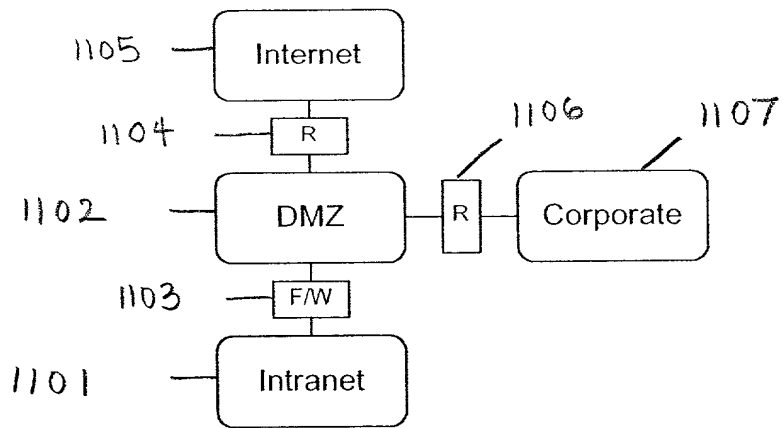 1105 Internet
1104 R
1106 1107
1102 DMZ R Corporate
1103 F/W
1101 Intranet